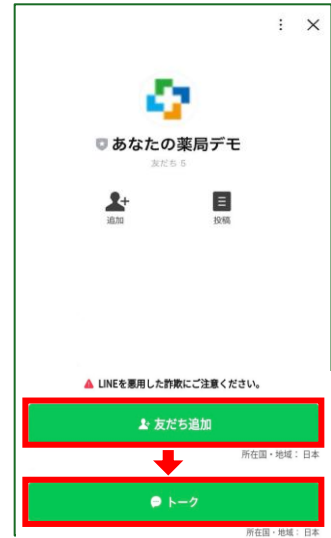 あなたの薬局デモ
友だち 5
追加
投稿
LINEを悪用した詐欺にご注意ください。
友だち追加
所在国・地域： 日本
トーク
所在国・地域： 日本